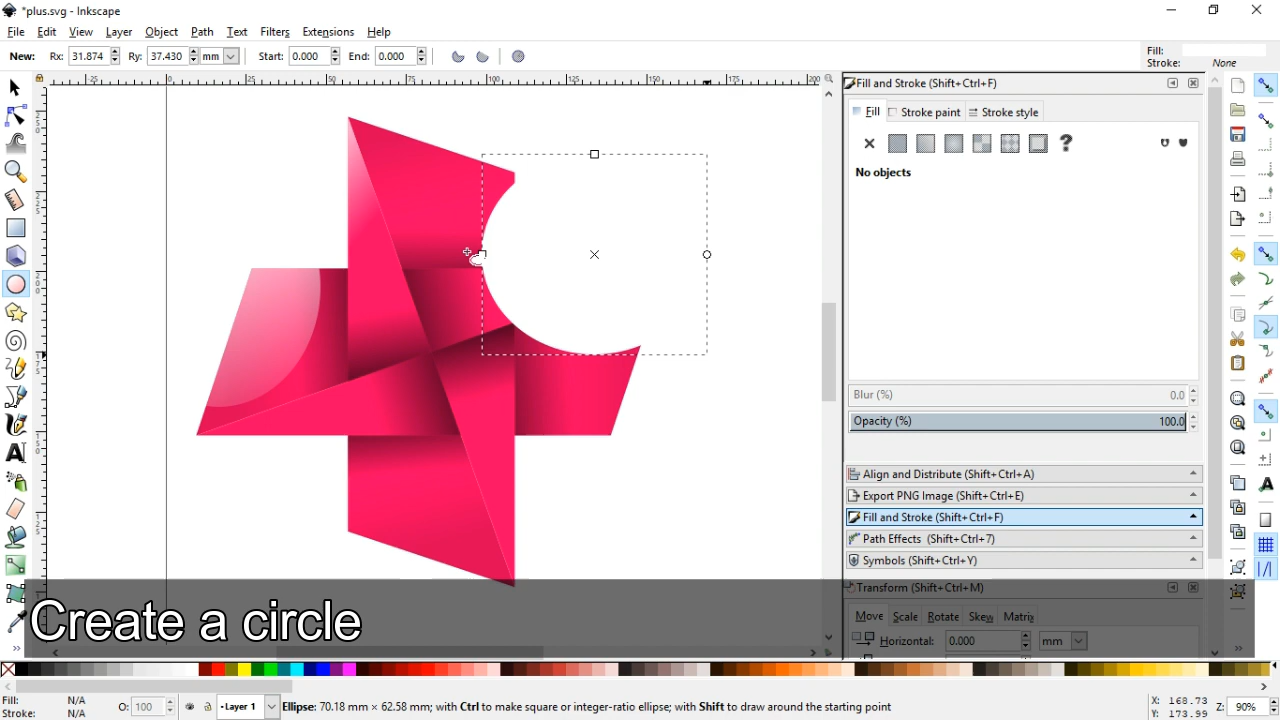 *plus.svg - Inkscape
File Edit View Layer Object Path Text Filters Extensions Help
New: Rx: 31.874 Ry: 37.430 mm Start: 0.000 End: 0.000
Fill:
Stroke: None
Fill and Stroke (Shift+Ctrl+F)
Fill Stroke paint Stroke style
No objects
Blur (%) 0.0
Opacity (%) 100.0
Align and Distribute (Shift+Ctrl+A)
Export PNG Image (Shift+Ctrl+E)
Fill and Stroke (Shift+Ctrl+F)
Path Effects (Shift+Ctrl+7)
Symbols (Shift+Ctrl+Y)
Transform (Shift+Ctrl+M)
Move Scale Rotate Skew Matrix
Horizontal: 0.000 mm
Create a circle
Fill: N/A
Stroke: N/A
O: 100
Layer 1
Ellipse: 70.18 mm × 62.58 mm; with Ctrl to make square or integer-ratio ellipse; with Shift to draw around the starting point
X: 168.73
Y: 173.99
Z: 90%